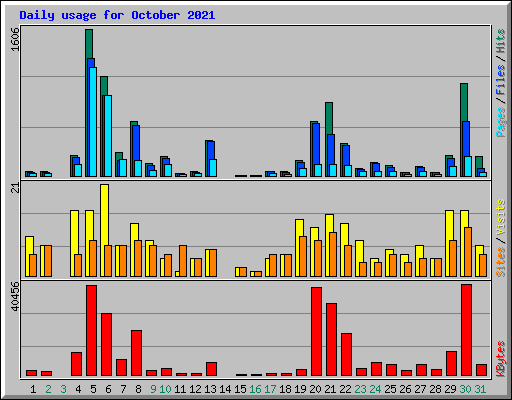 Daily usage for October 2021
1606
Pages / Files / Hits
21
Sites / Visits
40456
KBytes
1 2 3 4 5 6 7 8 9 10 11 12 13 14 15 16 17 18 19 20 21 22 23 24 25 26 27 28 29 30 31